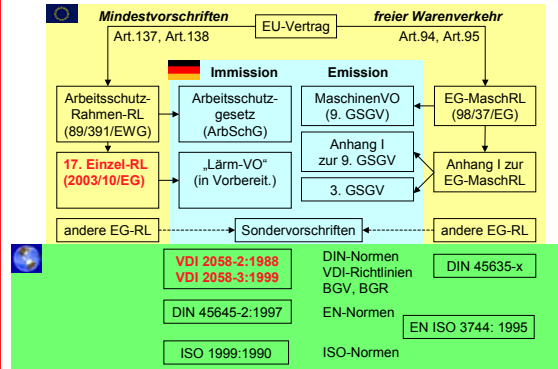 Mindestvorschriften
EU-Vertrag
freier Warenverkehr
Art.137, Art.138
Art.94, Art.95
Immission
Emission
Arbeitsschutz-
Rahmen-RL
(89/391/EWG)
Arbeitsschutz-
gesetz
(ArbSchG)
MaschinenVO
(9. GSGV)
EG-MaschRL
(98/37/EG)
17. Einzel-RL
(2003/10/EG)
„Lärm-VO"
(in Vorbereit.)
Anhang I
zur 9. GSGV
3. GSGV
Anhang I zur
EG-MaschRL
andere EG-RL
Sondervorschriften
andere EG-RL
VDI 2058-2:1988
VDI 2058-3:1999
DIN-Normen
VDI-Richtlinien
BGV, BGR
DIN 45635-x
DIN 45645-2:1997
EN-Normen
EN ISO 3744: 1995
ISO 1999:1990
ISO-Normen